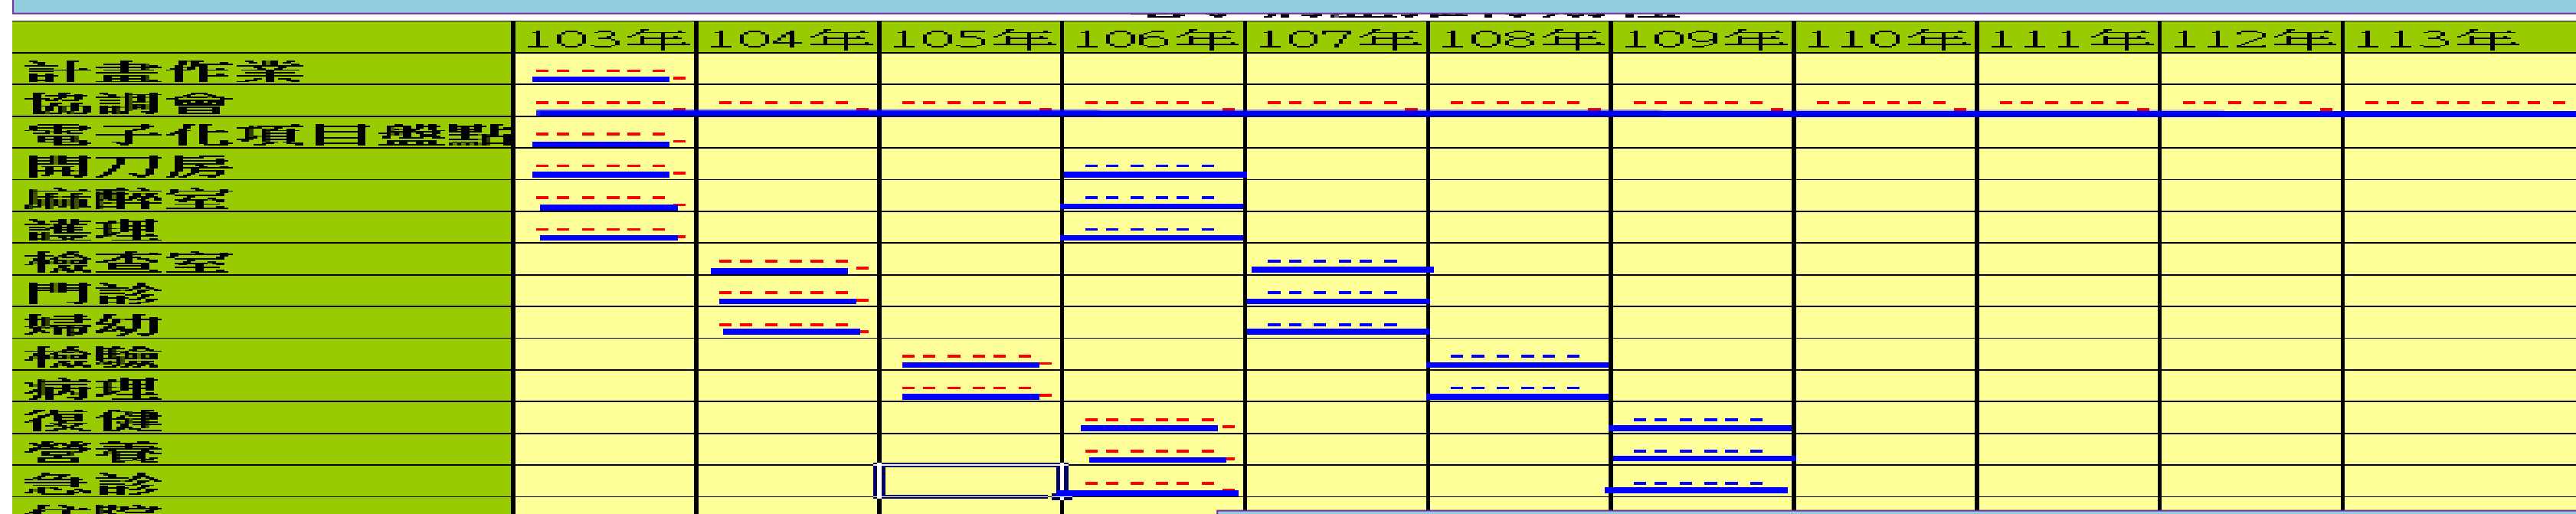 103年 104年 105年 106年 107年 108年 109年 110年 111年 112年 113年
計畫作業
協調會
電子化項目盤點
開刀房
麻醉室
護理
檢查室
門診
婦幼
檢驗
病理
復健
營養
急診